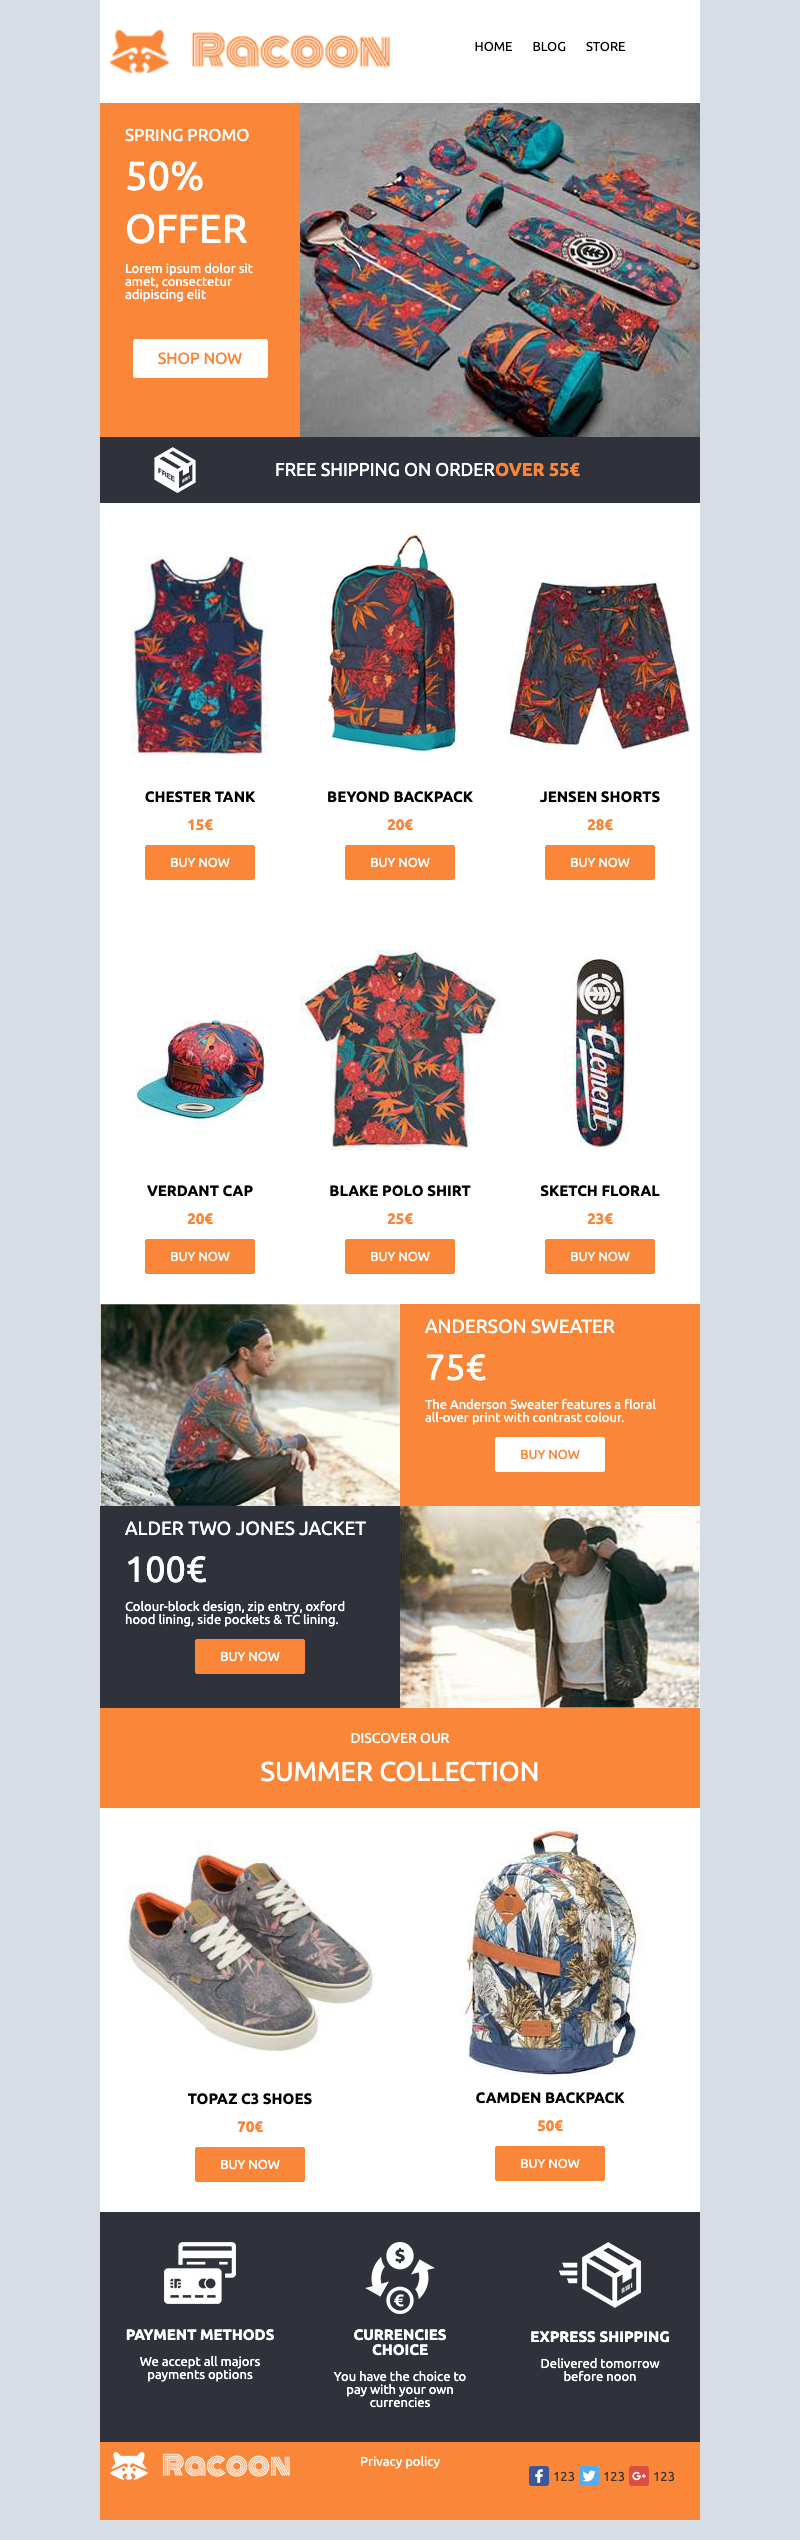 Racoon
HOME BLOG STORE
SPRING PROMO
50%
OFFER
Lorem ipsum dolor sit
amet, consectetur
adipiscing elit
SHOP NOW
FREE
FREE SHIPPING ON ORDEROVER 55€
CHESTER TANK
15€
BUY NOW
BEYOND BACKPACK
20€
BUY NOW
JENSEN SHORTS
28€
BUY NOW
Element
VERDANT CAP
20€
BUY NOW
BLAKE POLO SHIRT
25€
BUY NOW
SKETCH FLORAL
23€
BUY NOW
ANDERSON SWEATER
75€
The Anderson Sweater features a floral
all-over print with contrast colour.
BUY NOW
ALDER TWO JONES JACKET
100€
Colour-block design, zip entry, oxford
hood lining, side pockets & TC lining.
BUY NOW
DISCOVER OUR
SUMMER COLLECTION
TOPAZ C3 SHOES
70€
BUY NOW
CAMDEN BACKPACK
50€
BUY NOW
$
€
PAYMENT METHODS
We accept all majors
payments options
CURRENCIES
CHOICE
You have the choice to
pay with your own
currencies
EXPRESS SHIPPING
Delivered tomorrow
before noon
Racoon
Privacy policy
f 123 123 G+ 123